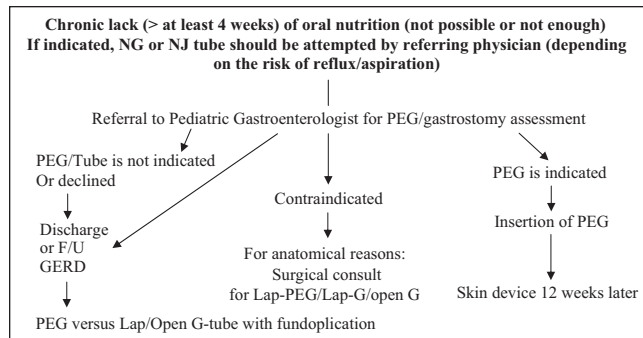 Chronic lack (> at least 4 weeks) of oral nutrition (not possible or not enough)
If indicated, NG or NJ tube should be attempted by referring physician (depending
on the risk of reflux/aspiration)
Referral to Pediatric Gastroenterologist for PEG/gastrostomy assessment
PEG/Tube is not indicated
Or declined
Discharge
or F/U
GERD
PEG versus Lap/Open G-tube with fundoplication
Contraindicated
For anatomical reasons:
Surgical consult
for Lap-PEG/Lap-G/open G
PEG is indicated
Insertion of PEG
Skin device 12 weeks later